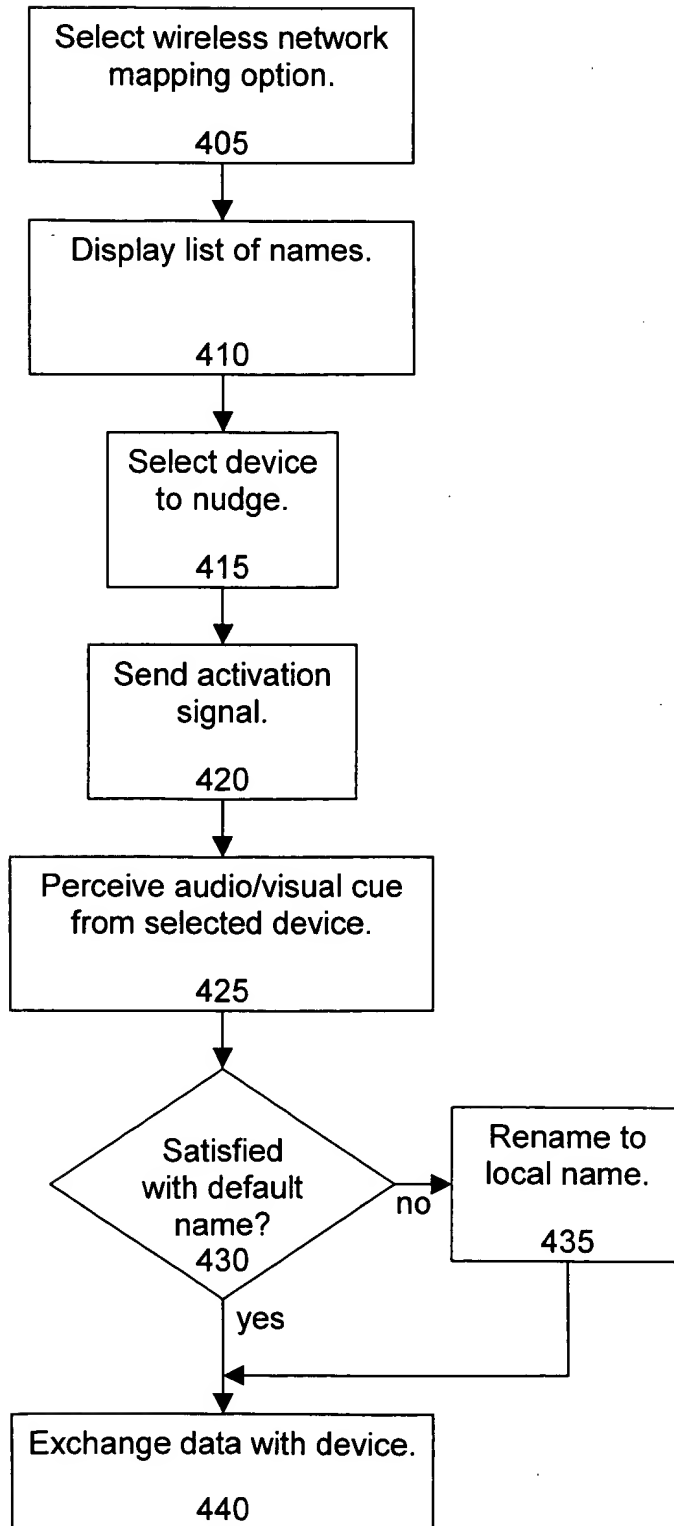 Select wireless network
mapping option.
405
Display list of names.
410
Select device
to nudge.
415
Send activation
signal.
420
Perceive audio/visual cue
from selected device.
425
Satisfied
with default
name?
430
no
Rename to
local name.
435
yes
Exchange data with device.
440